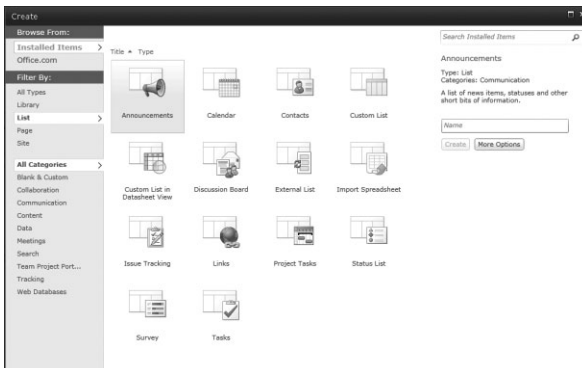 Create
Browse From:
Installed Items
Office.com
Filter By:
All Types
Library
List
Page
Site
All Categories
Blank & Custom
Collaboration
Communication
Content
Data
Meetings
Search
Team Project Port...
Tracking
Web Databases
Title Type
Announcements Calendar Contacts Custom List
Custom List in Datasheet View Discussion Board External List Import Spreadsheet
Issue Tracking Links Project Tasks Status List
Survey Tasks
Search Installed Items
Announcements
Type: List
Categories: Communication
A list of news items, statuses and other
short bits of information.
Name
Create More Options